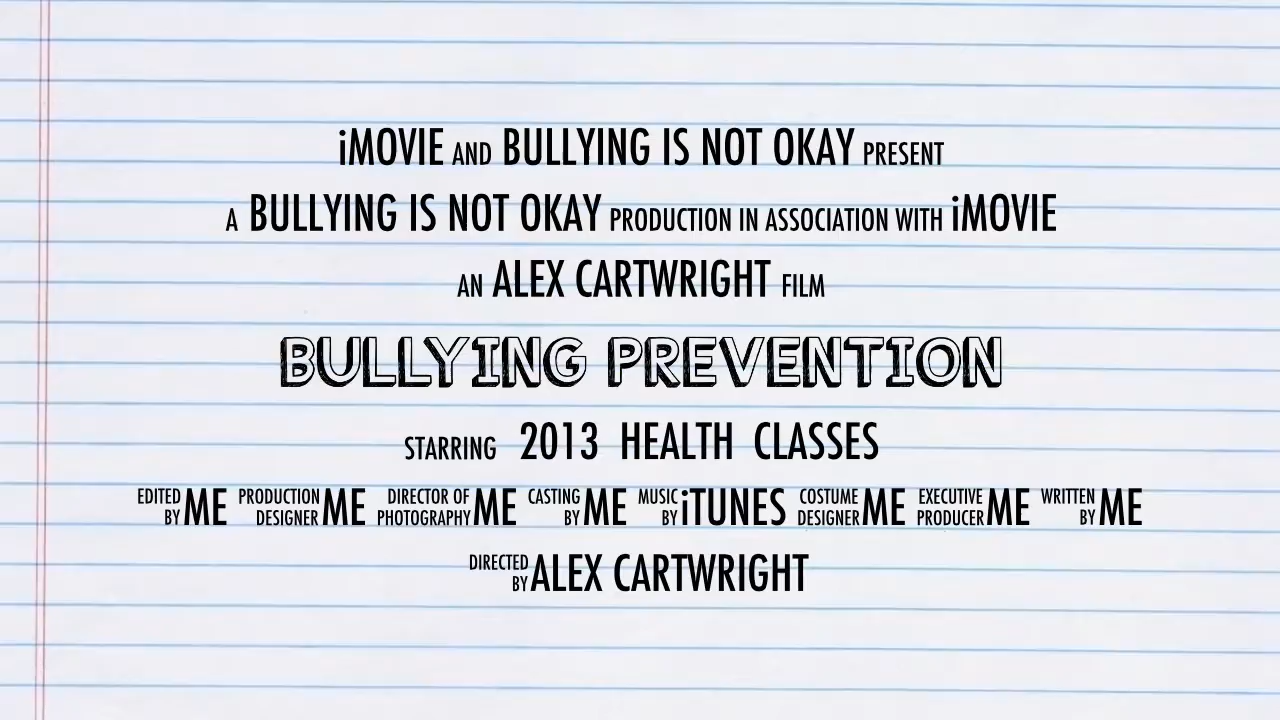 iMOVIE AND BULLYING IS NOT OKAY PRESENT
A BULLYING IS NOT OKAY PRODUCTION IN ASSOCIATION WITH iMOVIE
AN ALEX CARTWRIGHT FILM
BULLYING PREVENTION
STARRING 2013 HEALTH CLASSES
EDITED BY ME PRODUCTION DESIGNER ME DIRECTOR OF PHOTOGRAPHY ME CASTING BY ME MUSIC BY iTUNES COSTUME DESIGNER ME EXECUTIVE PRODUCER ME WRITTEN BY ME
DIRECTED BY ALEX CARTWRIGHT